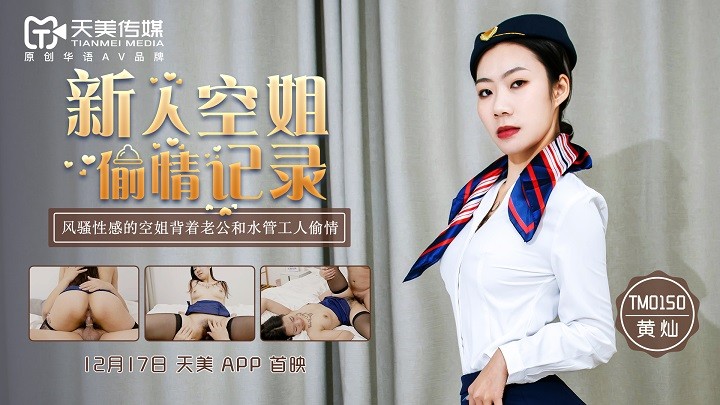 天美传媒
TIANMEI MEDIA
原创华语AV品牌
新人空姐
偷情记录
风骚性感的空姐背着老公和水管工人偷情
TM0150
黄灿
12月17日 天美 APP 首映